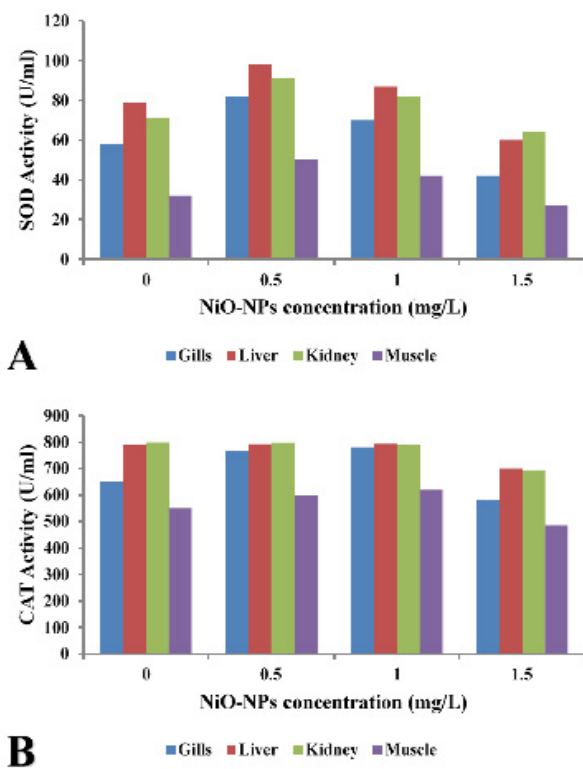 120
100
80
60
40
20
0
SOD Activity (U/ml)
0 0.5 1 1.5
NiO-NPs concentration (mg/L)
A
Gills Liver Kidney Muscle
900
800
700
600
500
400
300
200
100
0
CAT Activity (U/ml)
0 0.5 1 1.5
NiO-NPs concentration (mg/L)
B
Gills Liver Kidney Muscle